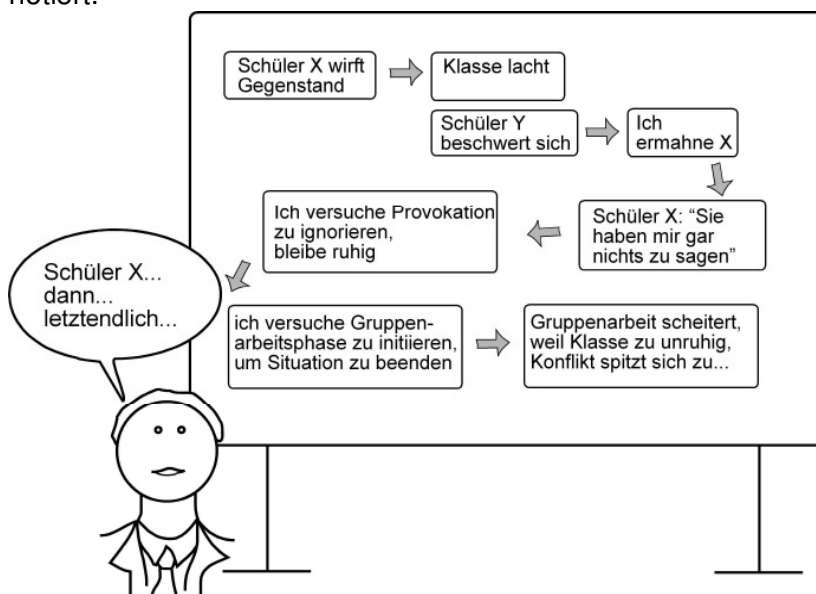 notiert.
Schüler X wirft
Gegenstand
Klasse lacht
Schüler Y
beschwert sich
Ich
ermahne X
Schüler X: “Sie
haben mir gar
nichts zu sagen”
Ich versuche Provokation
zu ignorieren,
bleibe ruhig
ich versuche Gruppen-
arbeitsphase zu initiieren,
um Situation zu beenden
Gruppenarbeit scheitert,
weil Klasse zu unruhig,
Konflikt spitzt sich zu...
Schüler X...
dann...
letztendlich...